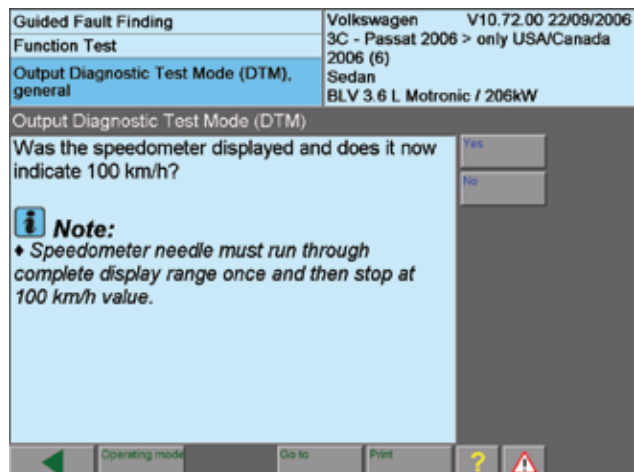 Guided Fault Finding
Function Test
Output Diagnostic Test Mode (DTM),
general
Volkswagen V10.72.00 22/09/2006
3C - Passat 2006 > only USA/Canada
2006 (6)
Sedan
BLV 3.6 L Motronic / 206kW
Output Diagnostic Test Mode (DTM)
Was the speedometer displayed and does it now
indicate 100 km/h?
Note:
♦ Speedometer needle must run through
complete display range once and then stop at
100 km/h value.
Yes
No
Operating mode
Go to
Print
?